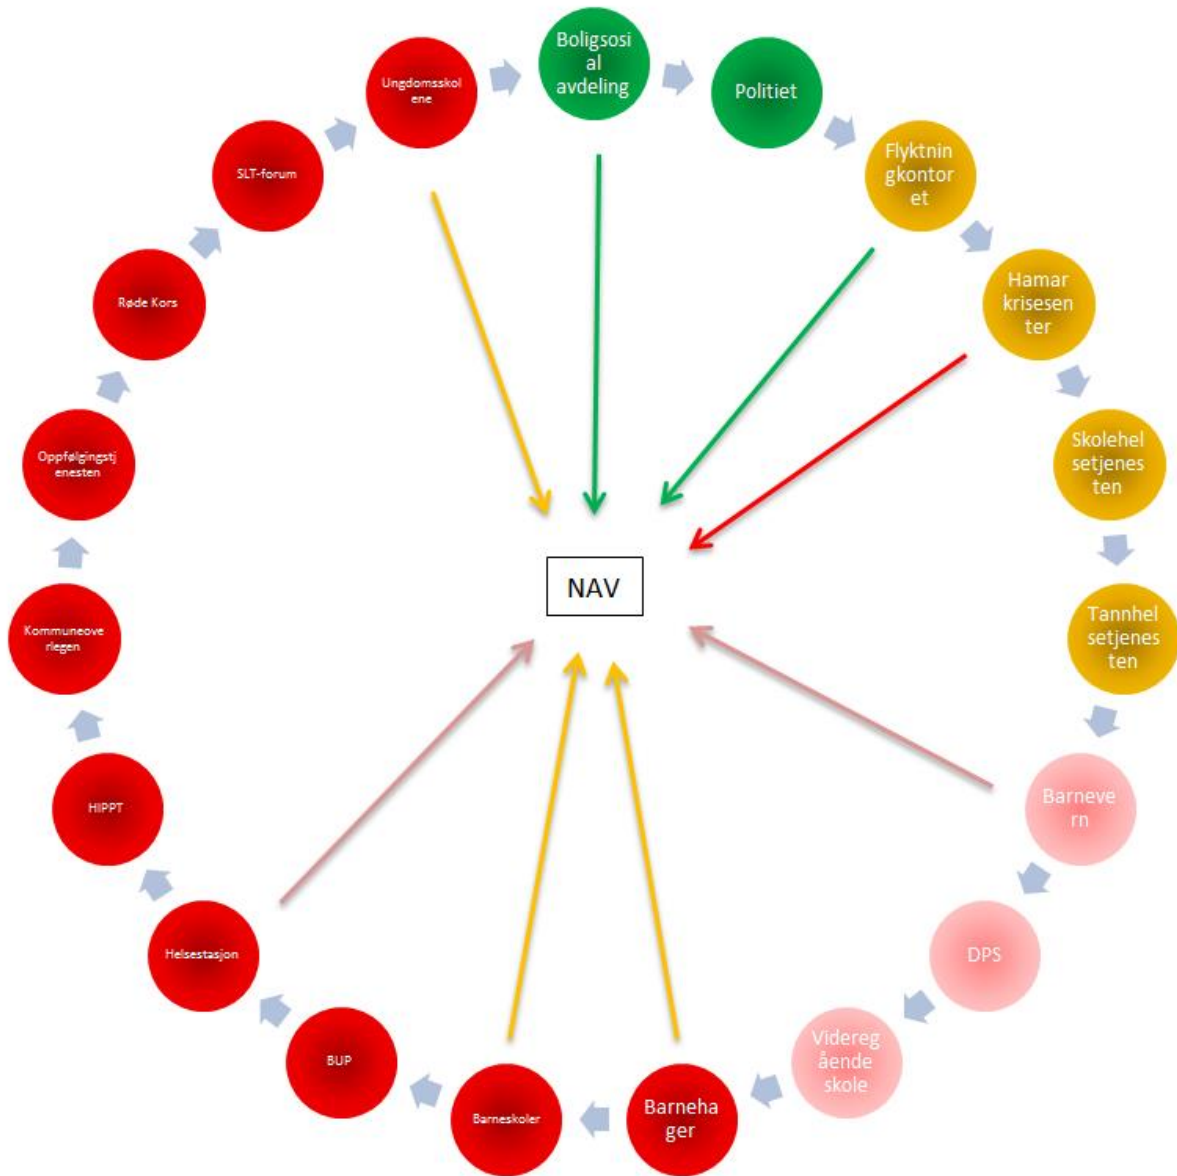 Boligsosi
al
avdeling
Politiet
Flyktnin
gkontor
et
Hamar
krisesen
ter
Skolehel
setjenes
ten
Tannhel
setjenes
ten
Barneve
rn
DPS
Videreg
ående
skole
Barneha
ger
Barneskoler
BUP
Helsestasjon
HIPPT
Kommuneove
rlegen
Oppfølgingstj
enesten
Røde Kors
SLT-forum
Ungdomsskol
ene
NAV